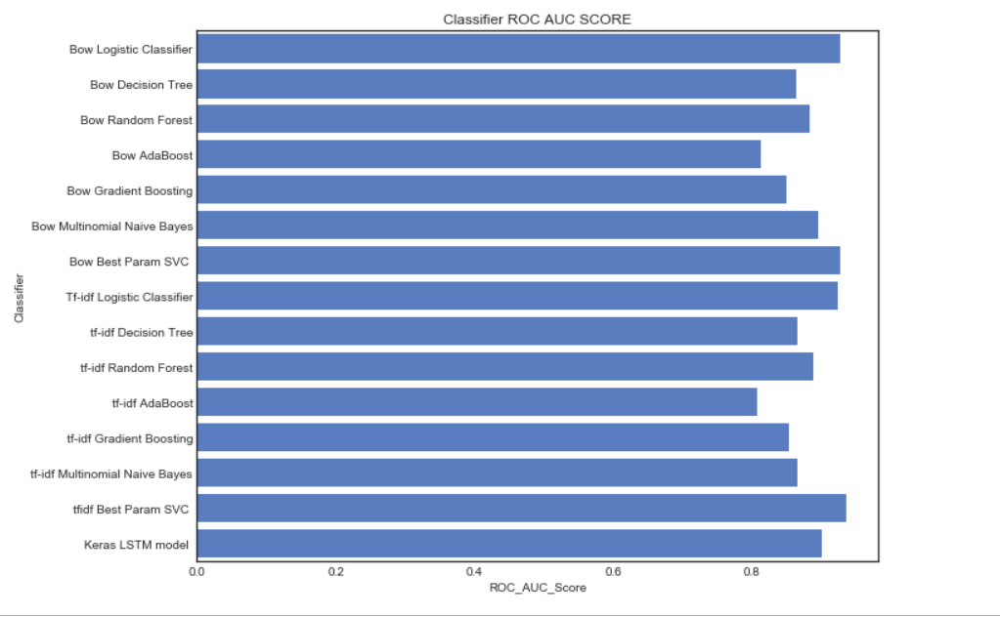 Classifier ROC AUC SCORE
Bow Logistic Classifier
Bow Decision Tree
Bow Random Forest
Bow AdaBoost
Bow Gradient Boosting
Bow Multinomial Naive Bayes
Bow Best Param SVC
Tf-idf Logistic Classifier
tf-idf Decision Tree
tf-idf Random Forest
tf-idf AdaBoost
tf-idf Gradient Boosting
tf-idf Multinomial Naive Bayes
tfidf Best Param SVC
Keras LSTM model
Classifier
0.0 0.2 0.4 0.6 0.8
ROC_AUC_Score